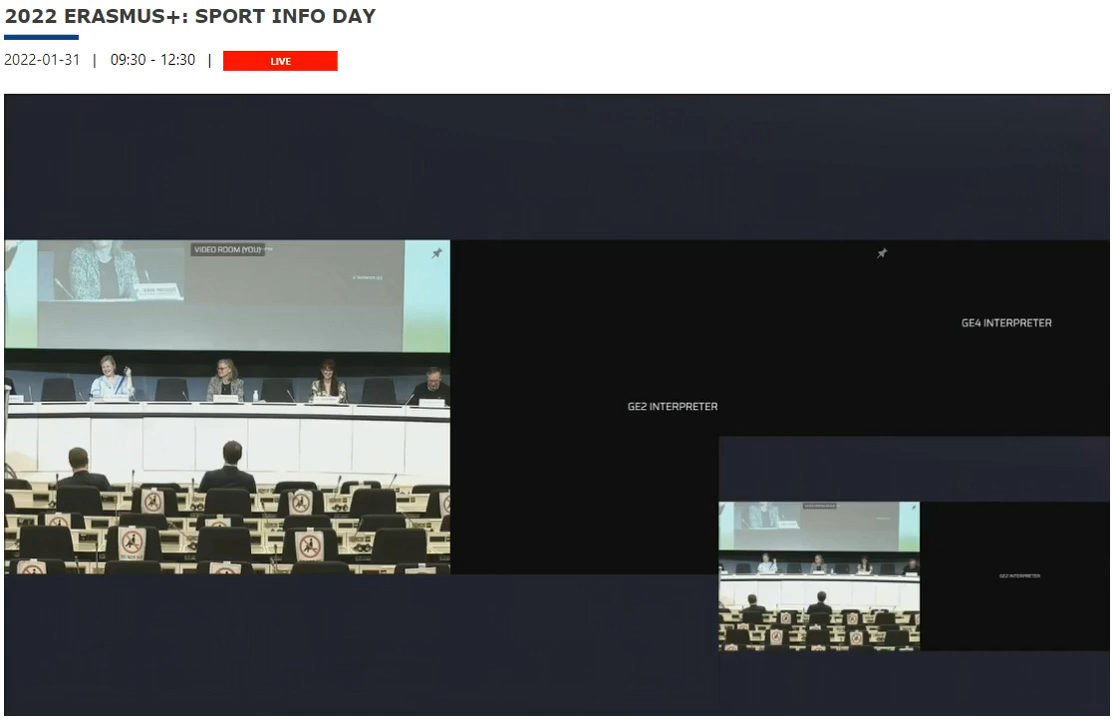 2022 ERASMUS+: SPORT INFO DAY
2022-01-31 | 09:30 - 12:30 | LIVE
VIDEO ROOM (YOU)
GE4 INTERPRETER
GE2 INTERPRETER
GE2 INTERPRETER